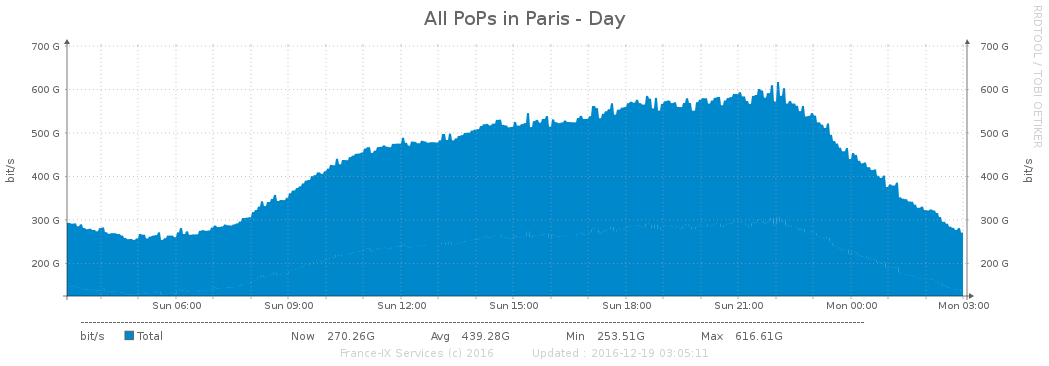 All PoPs in Paris - Day
RRDTOOL / TOBI OETIKER
700 G 700 G
600 G 600 G
500 G 500 G
400 G 400 G
300 G 300 G
200 G 200 G
bit/s bit/s
Sun 06:00 Sun 09:00 Sun 12:00 Sun 15:00 Sun 18:00 Sun 21:00 Mon 00:00 Mon 03:00
bit/s Total Now 270.26G Avg 439.28G Min 253.51G Max 616.61G
France-IX Services (c) 2016 Updated : 2016-12-19 03:05:11